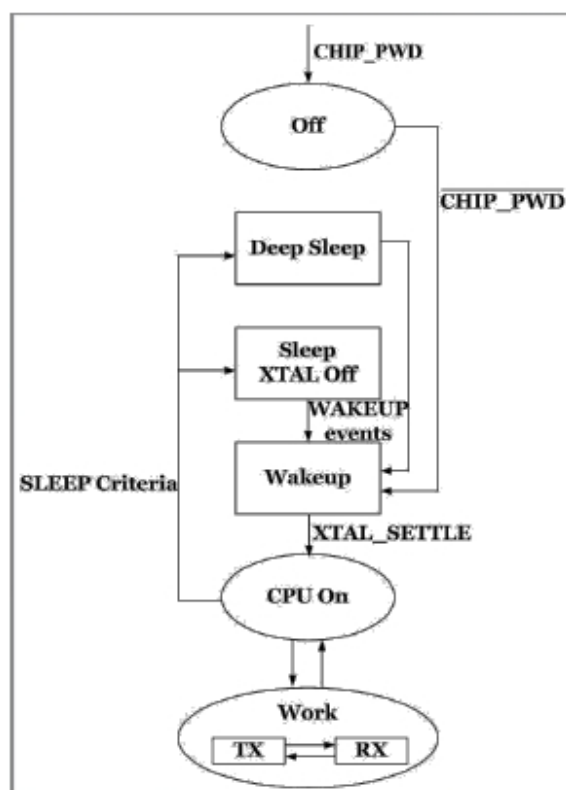 CHIP_PWD
Off
CHIP_PWD
Deep Sleep
Sleep
XTAL Off
WAKEUP
events
Wakeup
SLEEP Criteria
XTAL_SETTLE
CPU On
Work
TX
RX